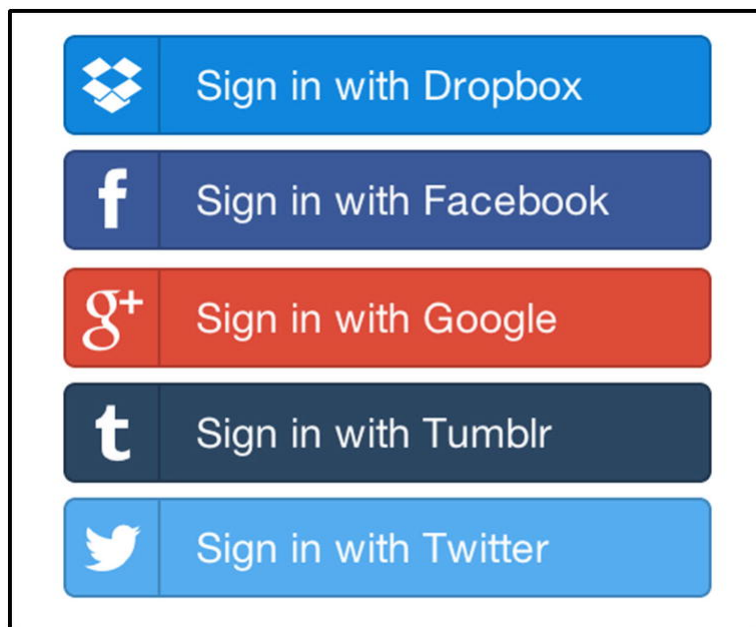 Sign in with Dropbox
f Sign in with Facebook
g+ Sign in with Google
t Sign in with Tumblr
Sign in with Twitter